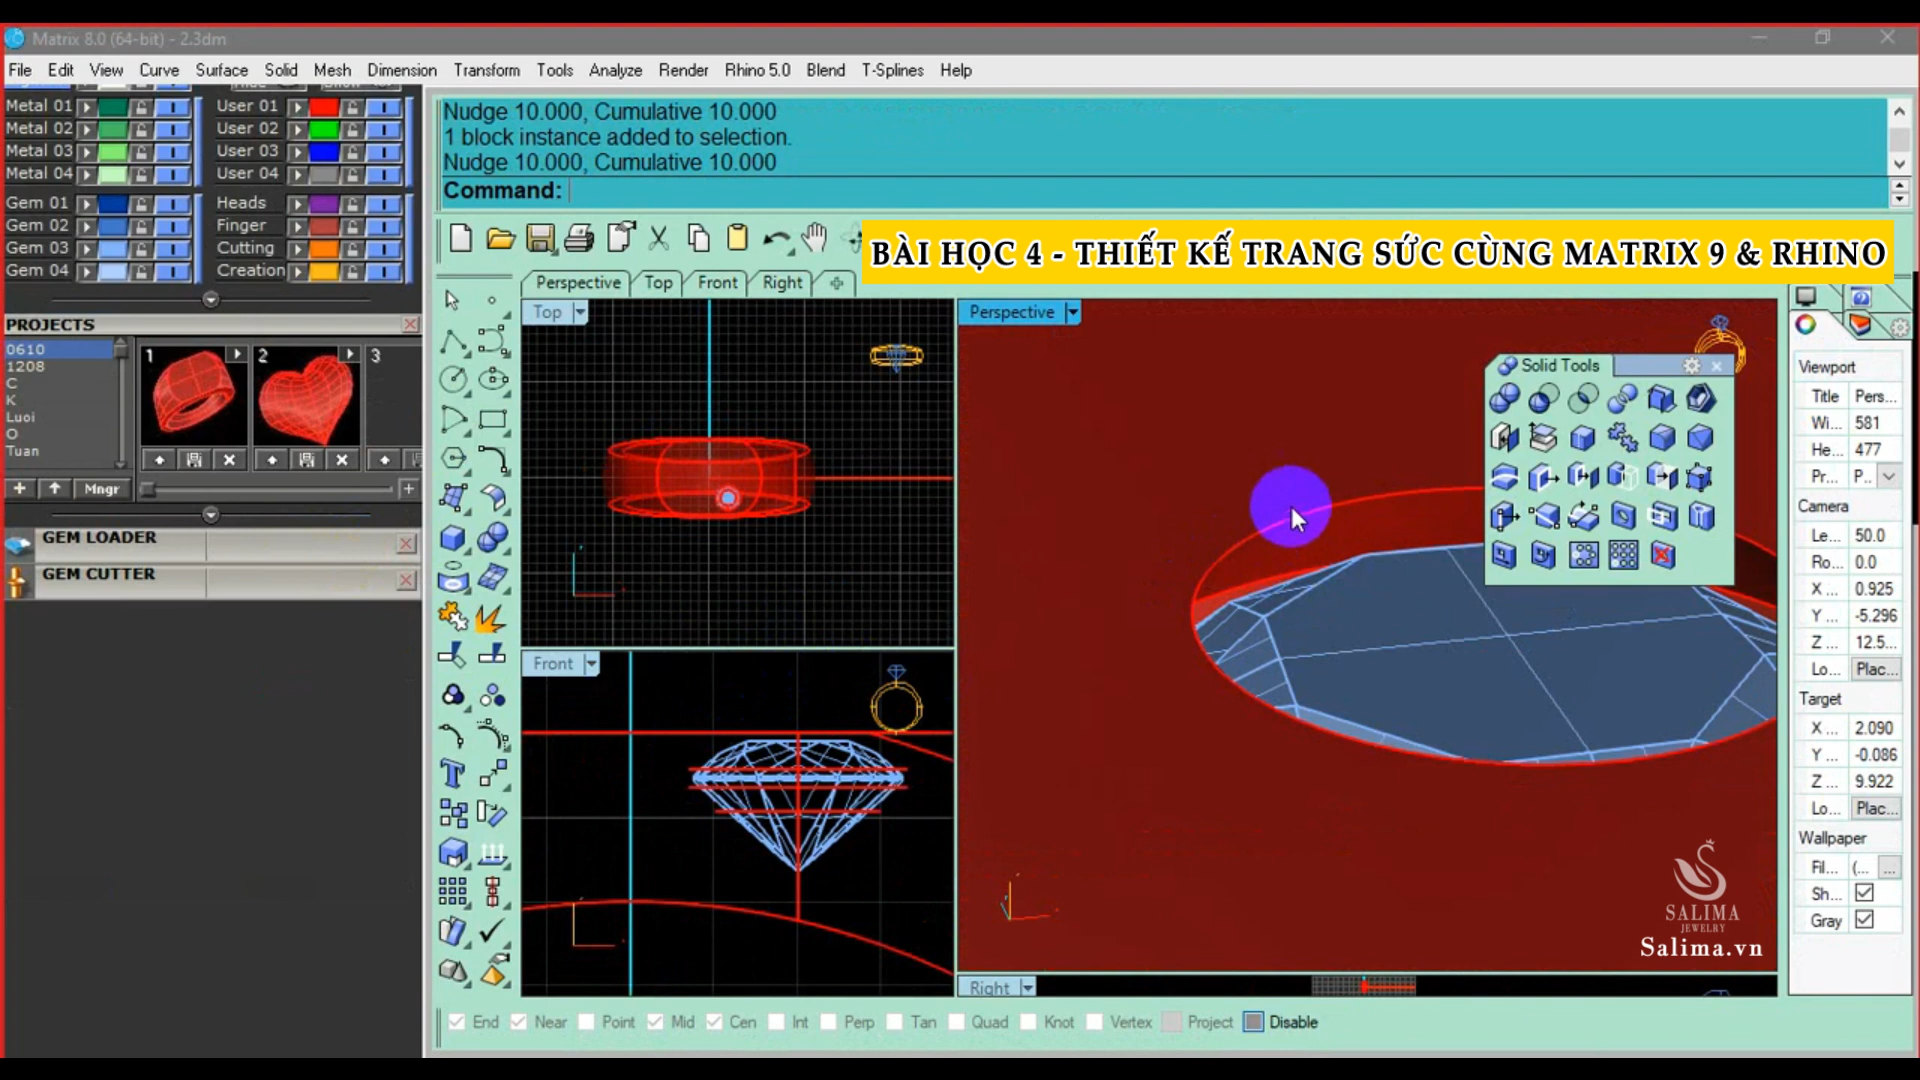 Matrix 8.0 (64-bit) - 2.3dm
File Edit View Curve Surface Solid Mesh Dimension Transform Tools Analyze Render Rhino 5.0 Blend T-Splines Help
Metal 01 User 01
Metal 02 User 02
Metal 03 User 03
Metal 04 User 04
Gem 01 Heads
Gem 02 Finger
Gem 03 Cutting
Gem 04 Creation
PROJECTS
0610
1208
C
K
Luoi
O
Tuan
1 2 3
Mngr
GEM LOADER
GEM CUTTER
Nudge 10.000, Cumulative 10.000
1 block instance added to selection.
Nudge 10.000, Cumulative 10.000
Command:
BÀI HỌC 4 - THIẾT KẾ TRANG SỨC CÙNG MATRIX 9 & RHINO
Perspective Top Front Right
Top
Perspective
Front
Right
Solid Tools
Viewport
Title Pers...
Wi... 581
He... 477
Pr... P...
Camera
Le... 50.0
Ro... 0.0
X ... 0.925
Y ... -5.296
Z ... 12.5...
Lo... Plac...
Target
X ... 2.090
Y ... -0.086
Z ... 9.922
Lo... Plac...
Wallpaper
Fil... (... ...
Sh...
Gray
SALIMA
JEWELRY
Salima.vn
End Near Point Mid Cen Int Perp Tan Quad Knot Vertex Project Disable